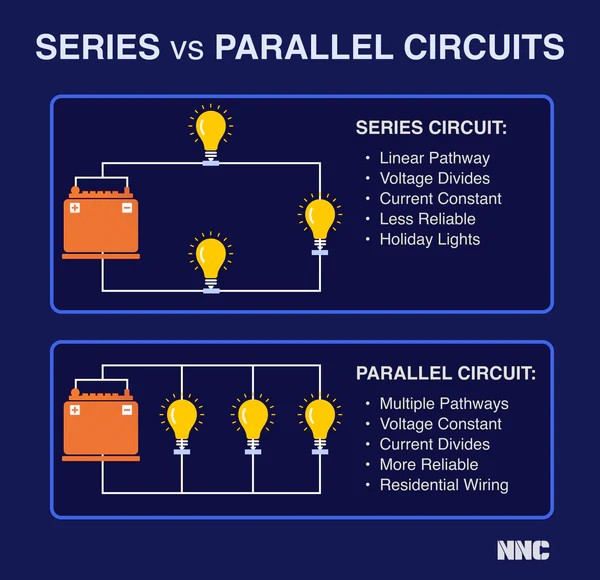 SERIES vs PARALLEL CIRCUITS
SERIES CIRCUIT:
• Linear Pathway
• Voltage Divides
• Current Constant
• Less Reliable
• Holiday Lights
+ −
PARALLEL CIRCUIT:
• Multiple Pathways
• Voltage Constant
• Current Divides
• More Reliable
• Residential Wiring
+ −
NNC